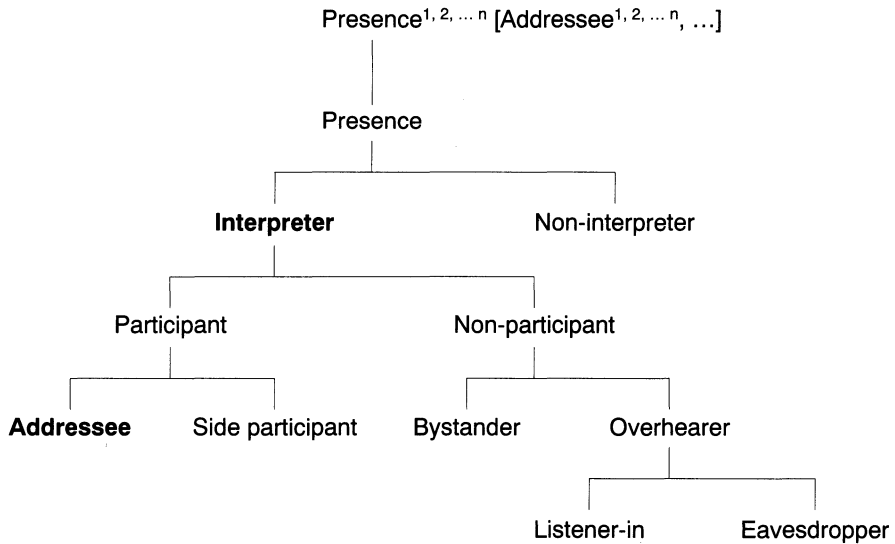 Presence1, 2, … n [Addressee1, 2, … n, …]
Presence
Interpreter Non-interpreter
Participant Non-participant
Addressee Side participant Bystander Overhearer
Listener-in Eavesdropper